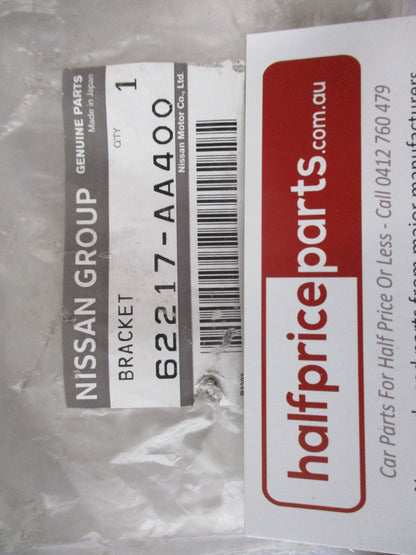 NISSAN GROUP
GENUINE PARTS
Made in Japan
BRACKET
QTY
1
62217-AA400
Nissan Motor Co., Ltd.
halfpriceparts.com.au
Car Parts For Half Price Or Less - Call 0412 760 479
manufacturers